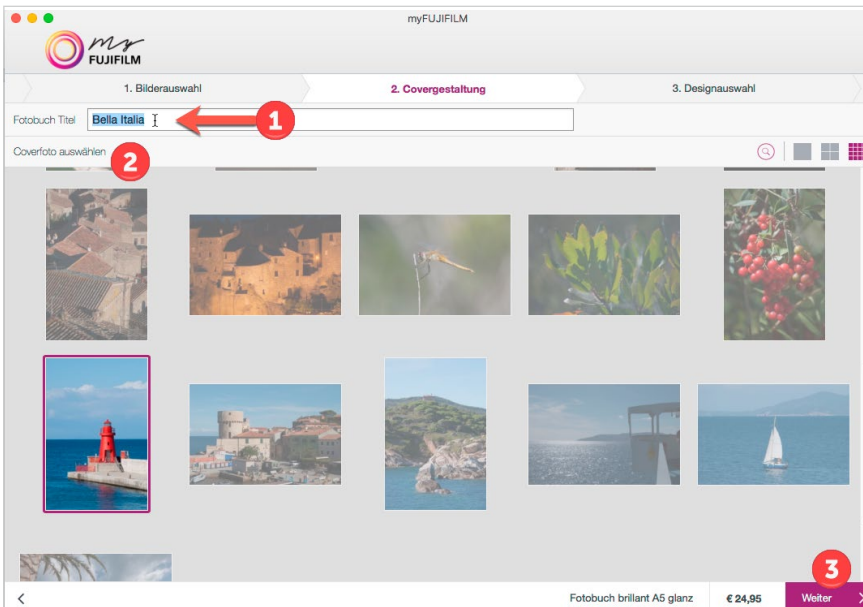 myFUJIFILM
my
FUJIFILM
1. Bilderauswahl 2. Covergestaltung 3. Designauswahl
Fotobuch Titel Bella Italia 1
Coverfoto auswählen 2
3
Fotobuch brillant A5 glanz € 24,95 Weiter